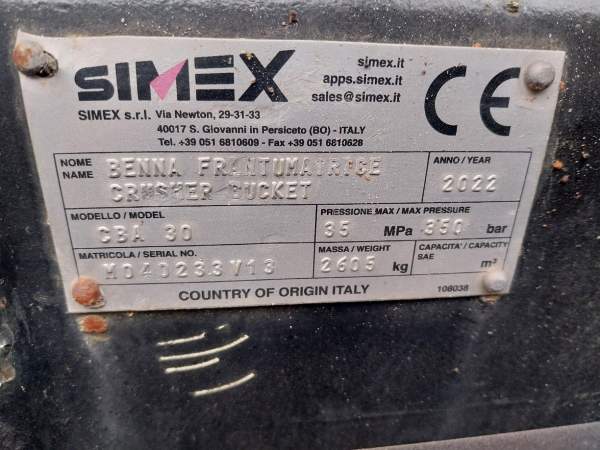 SIMEX
simex.it
apps.simex.it
sales@simex.it
CE
SIMEX s.r.l. Via Newton, 29-31-33
40017 S. Giovanni in Persiceto (BO) - ITALY
Tel. +39 051 6810609 - Fax +39 051 6810628
NOME
NAME
BENNA FRANTUMATRICE
CRUSHER BUCKET
ANNO / YEAR
2022
MODELLO / MODEL
CBA 30
PRESSIONE MAX / MAX PRESSURE
35 MPa 350 bar
MATRICOLA / SERIAL NO.
M040233V13
MASSA / WEIGHT
2605 kg
CAPACITA' / CAPACITY
SAE m³
COUNTRY OF ORIGIN ITALY
108038